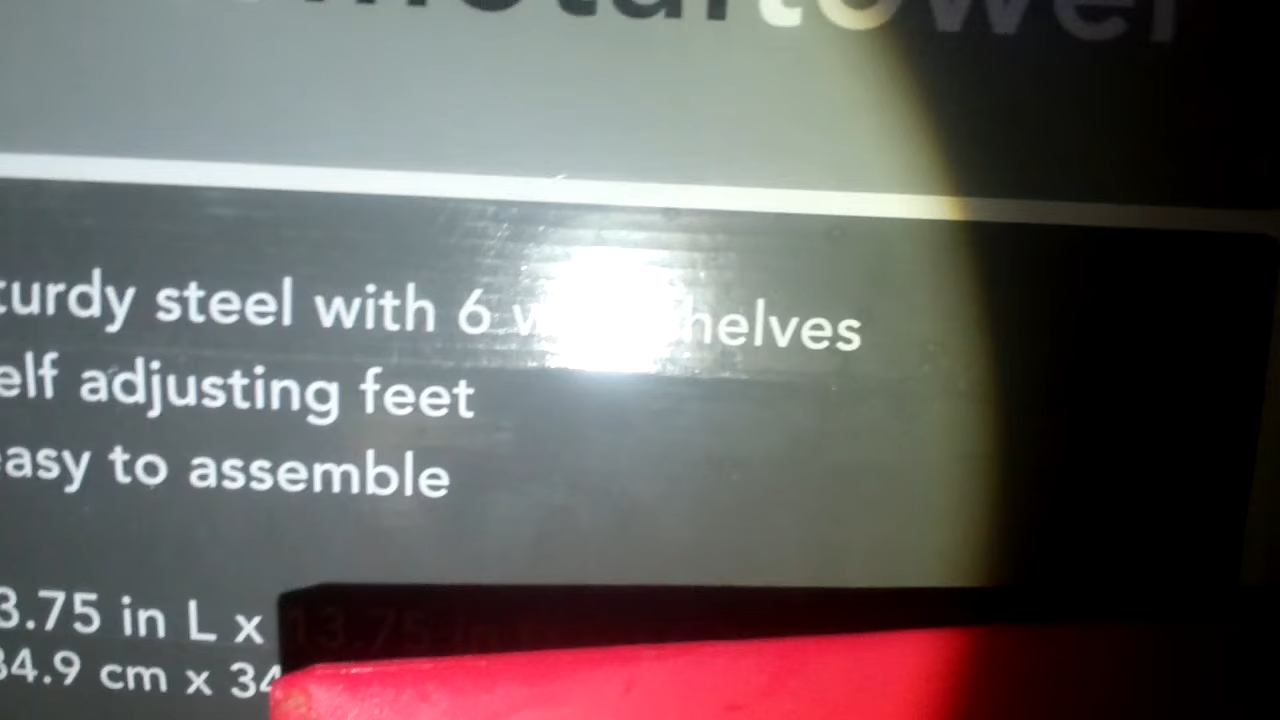 tower
turdy steel with 6 w helves
elf adjusting feet
easy to assemble
3.75 in L x 13.75 in
34.9 cm x 34